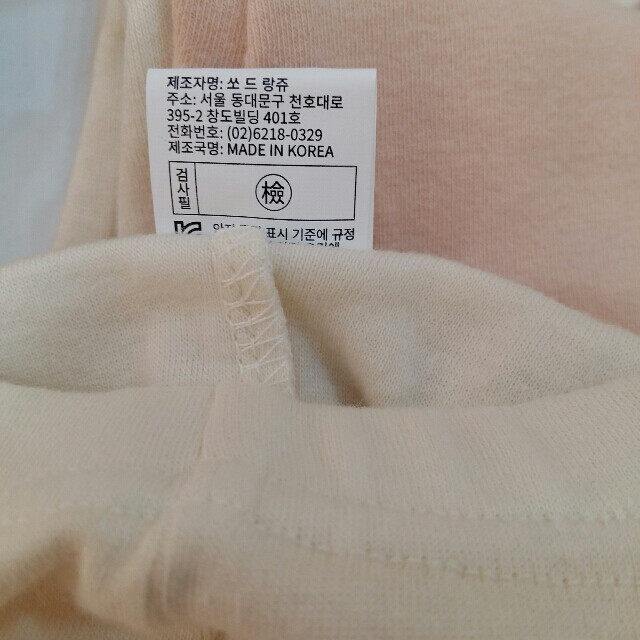 제조자명: 쏘 드 랑쥬
주소: 서울 동대문구 천호대로
395-2 창도빌딩 401호
전화번호: (02)6218-0329
제조국명: MADE IN KOREA
검사필
檢
표시 기준에 규정